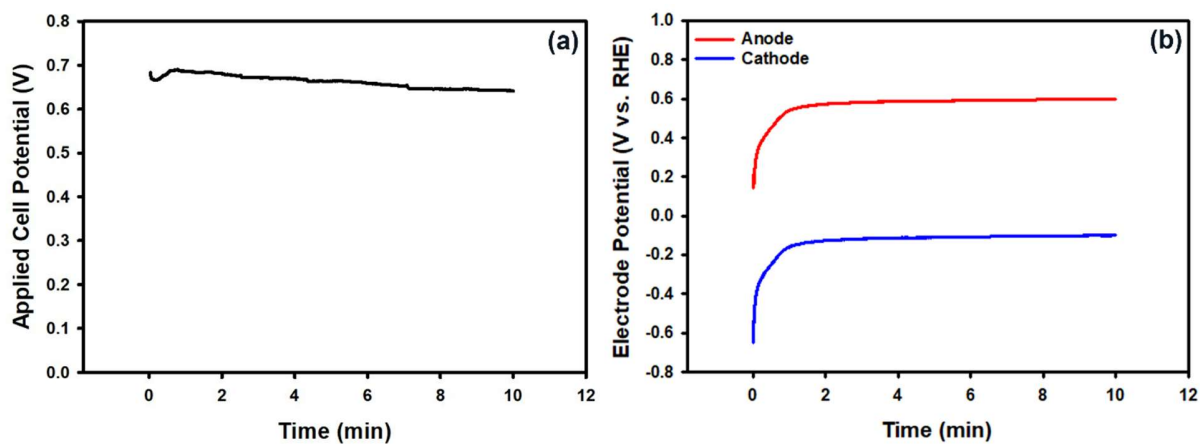 (a)
Applied Cell Potential (V)
0.8
0.7
0.6
0.5
0.4
0.3
0.2
0.1
0.0
0 2 4 6 8 10 12
Time (min)
(b)
Anode
Cathode
Electrode Potential (V vs. RHE)
1.0
0.8
0.6
0.4
0.2
0.0
-0.2
-0.4
-0.6
-0.8
0 2 4 6 8 10 12
Time (min)